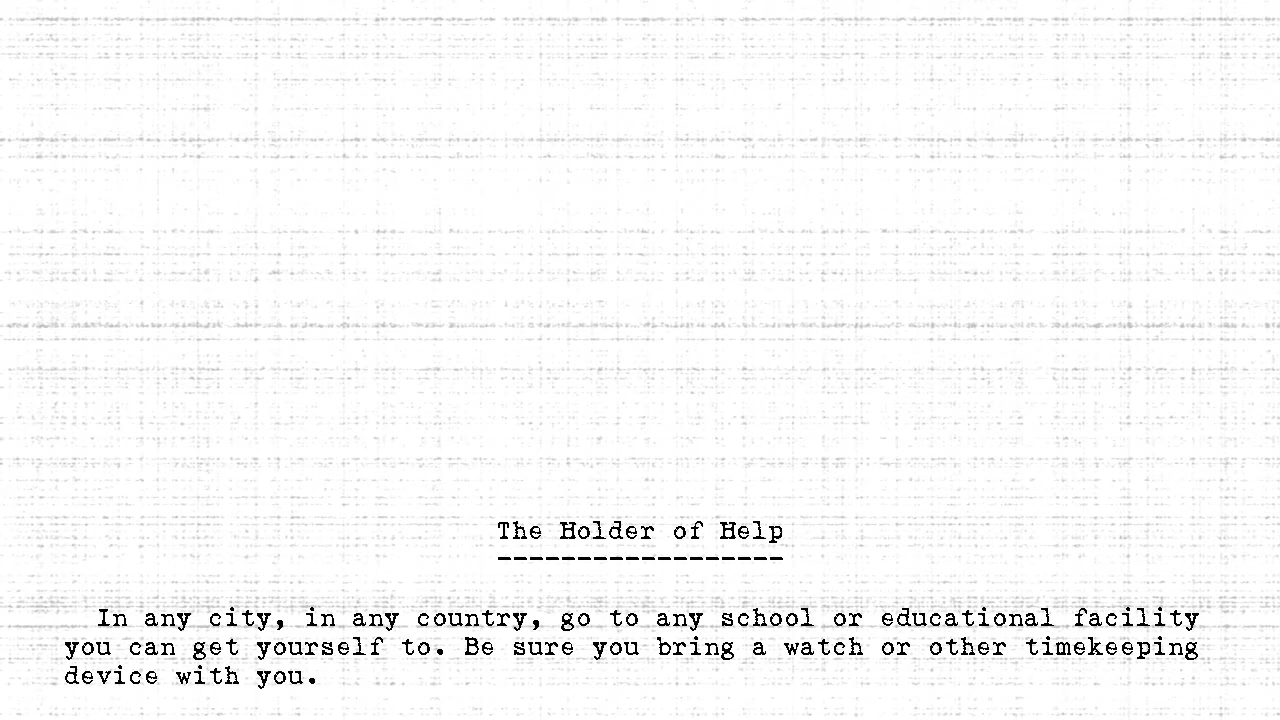 The Holder of Help
------------------
In any city, in any country, go to any school or educational facility
you can get yourself to. Be sure you bring a watch or other timekeeping
device with you.